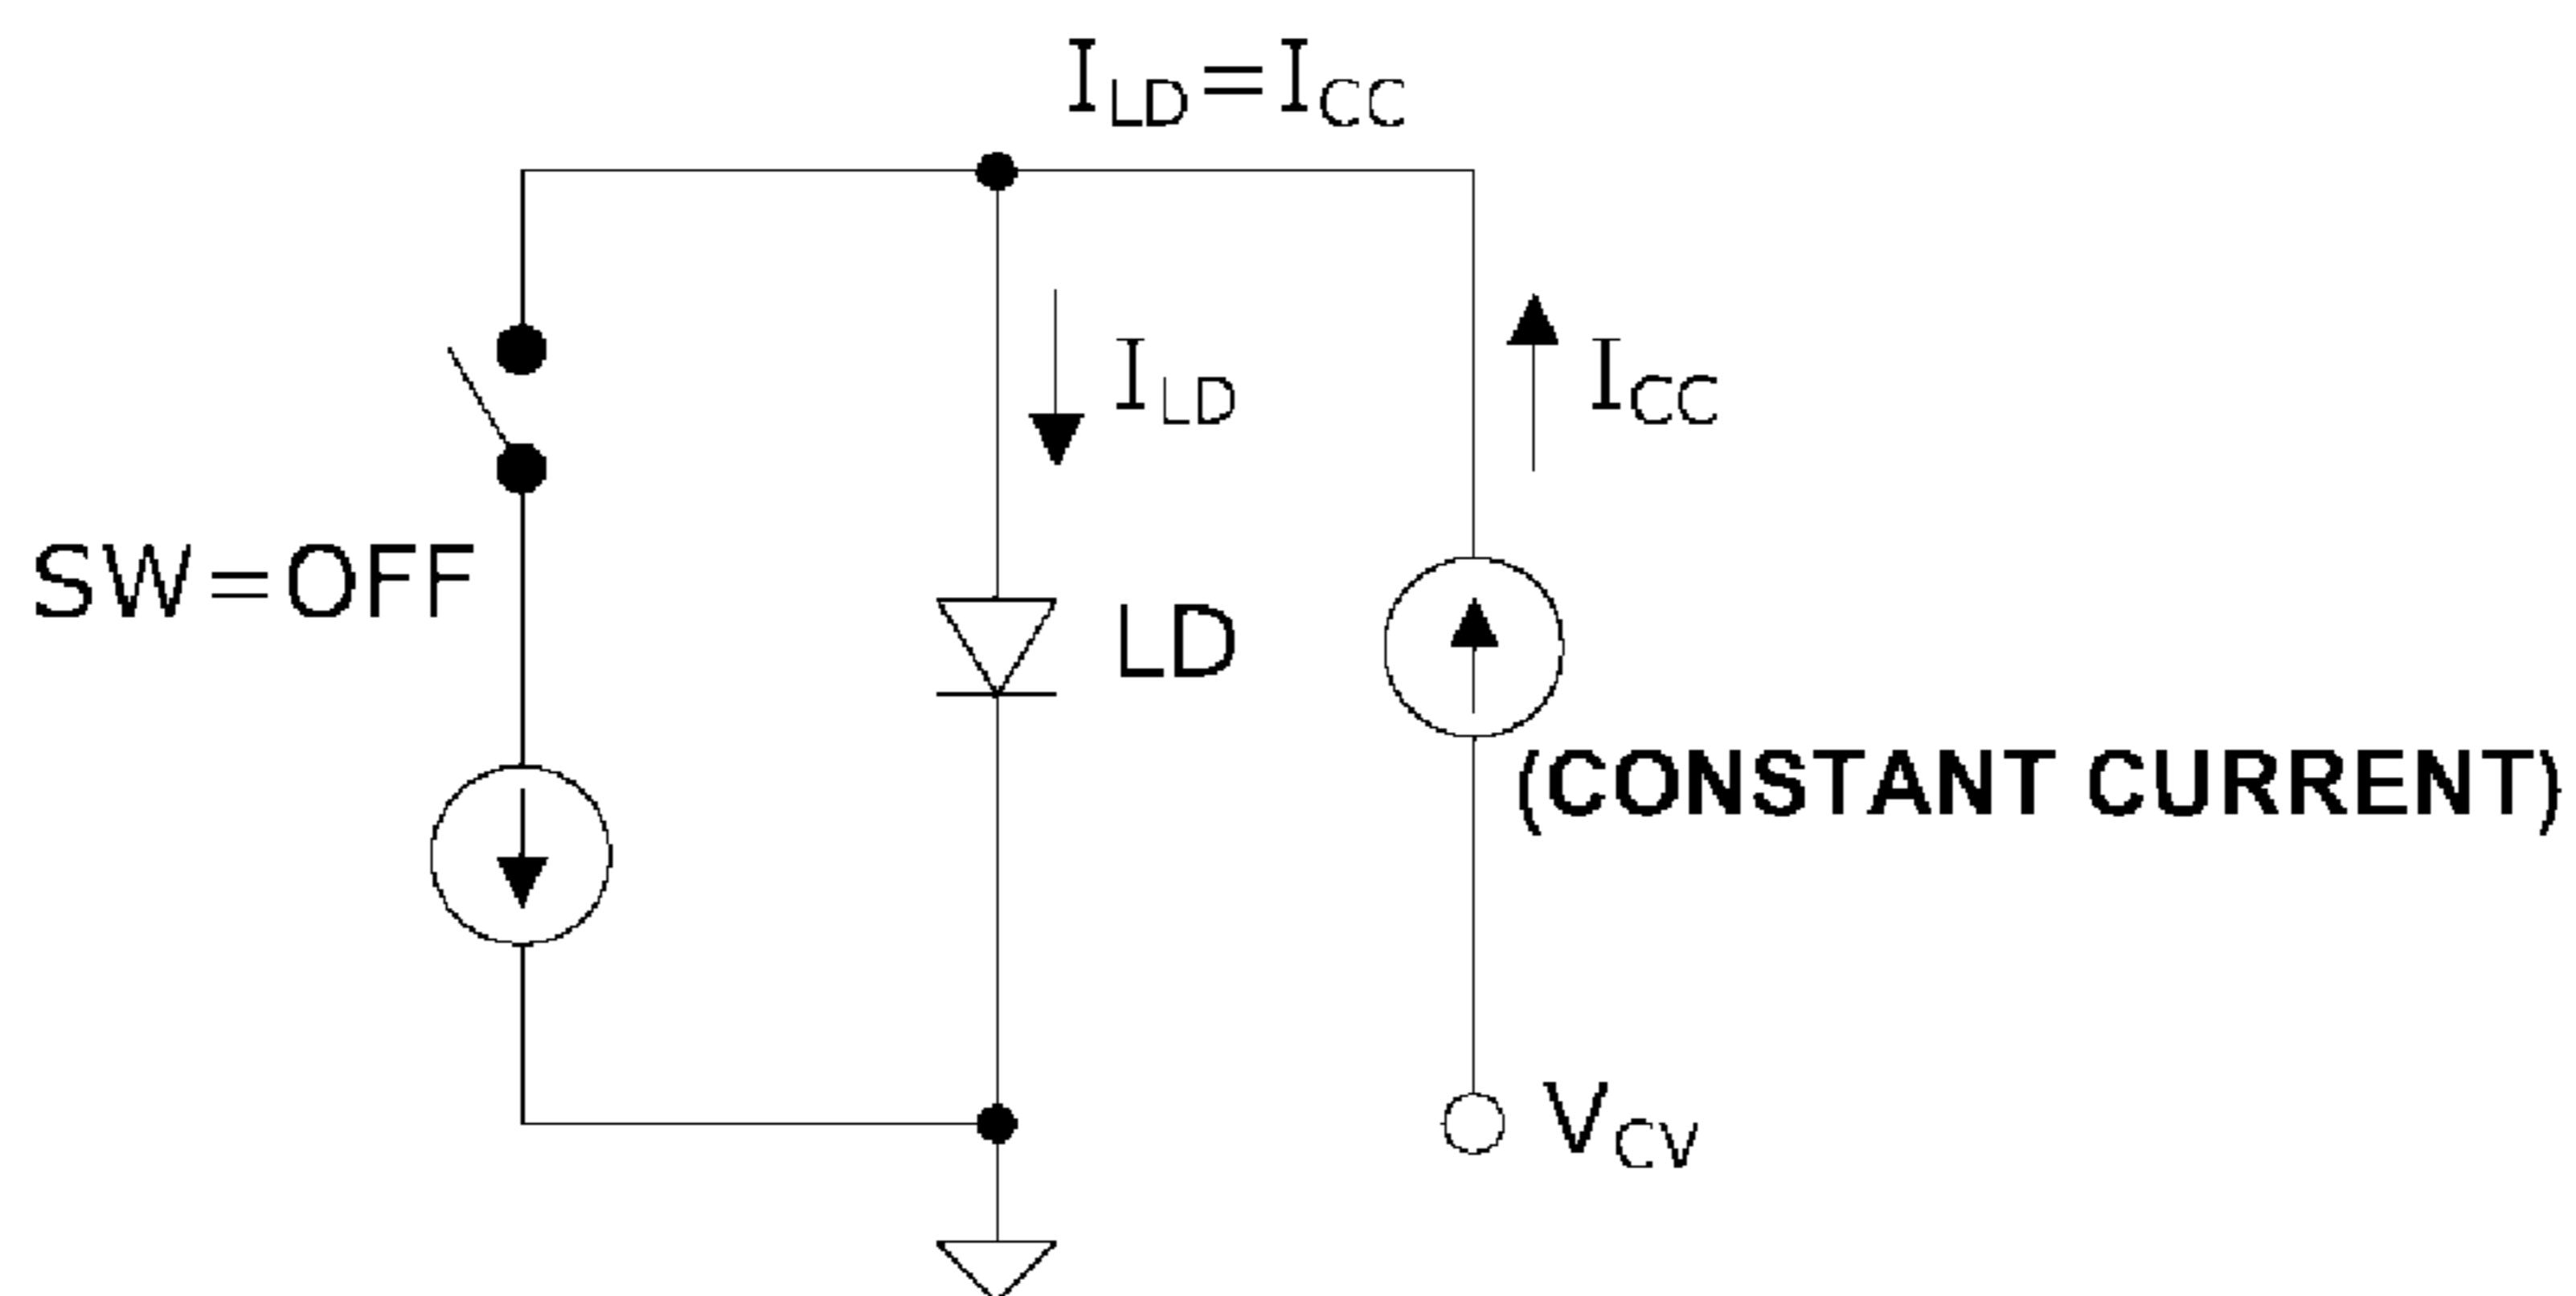 I_LD=I_CC
I_LD
I_CC
SW=OFF
LD
(CONSTANT CURRENT)
V_CV